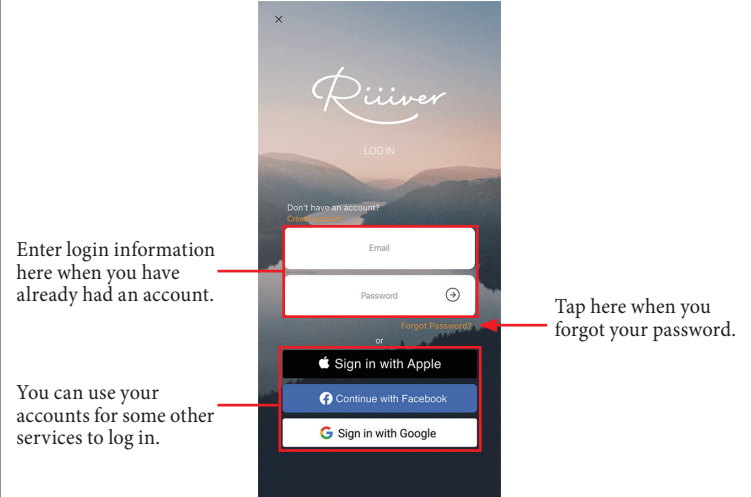 ×
Riiiver
LOG IN
Don't have an account?
Create Account
Enter login information
here when you have
already had an account.
Email
Password
Tap here when you
forgot your password.
Forgot Password?
or
You can use your
accounts for some other
services to log in.
Sign in with Apple
Continue with Facebook
Sign in with Google